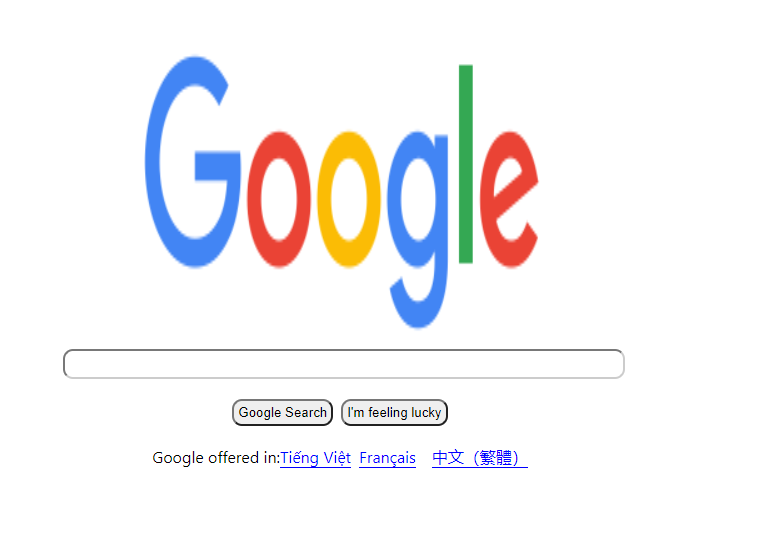 Google
Google Search I'm feeling lucky
Google offered in:Tiếng Việt Français 中文（繁體）